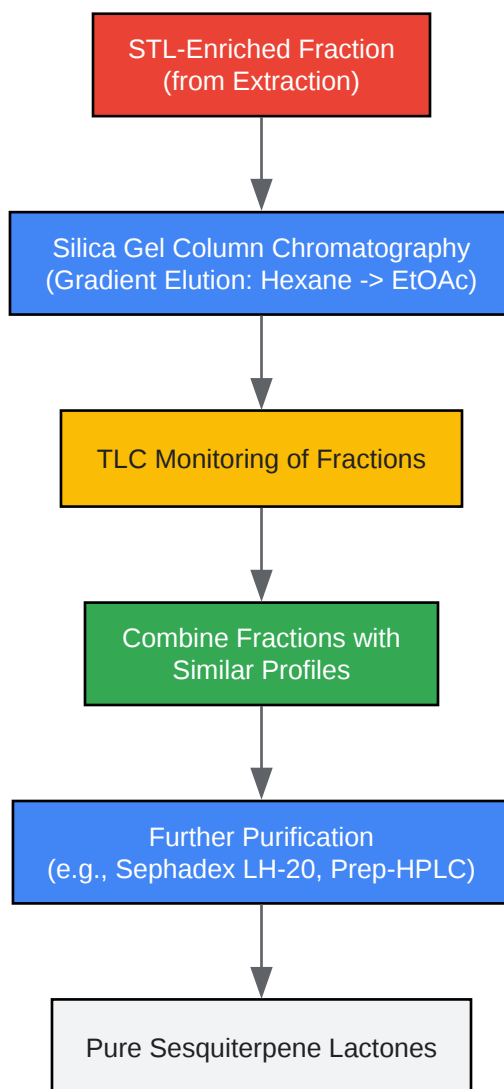 STL-Enriched Fraction
(from Extraction)
Silica Gel Column Chromatography
(Gradient Elution: Hexane -> EtOAc)
TLC Monitoring of Fractions
Combine Fractions with
Similar Profiles
Further Purification
(e.g., Sephadex LH-20, Prep-HPLC)
Pure Sesquiterpene Lactones